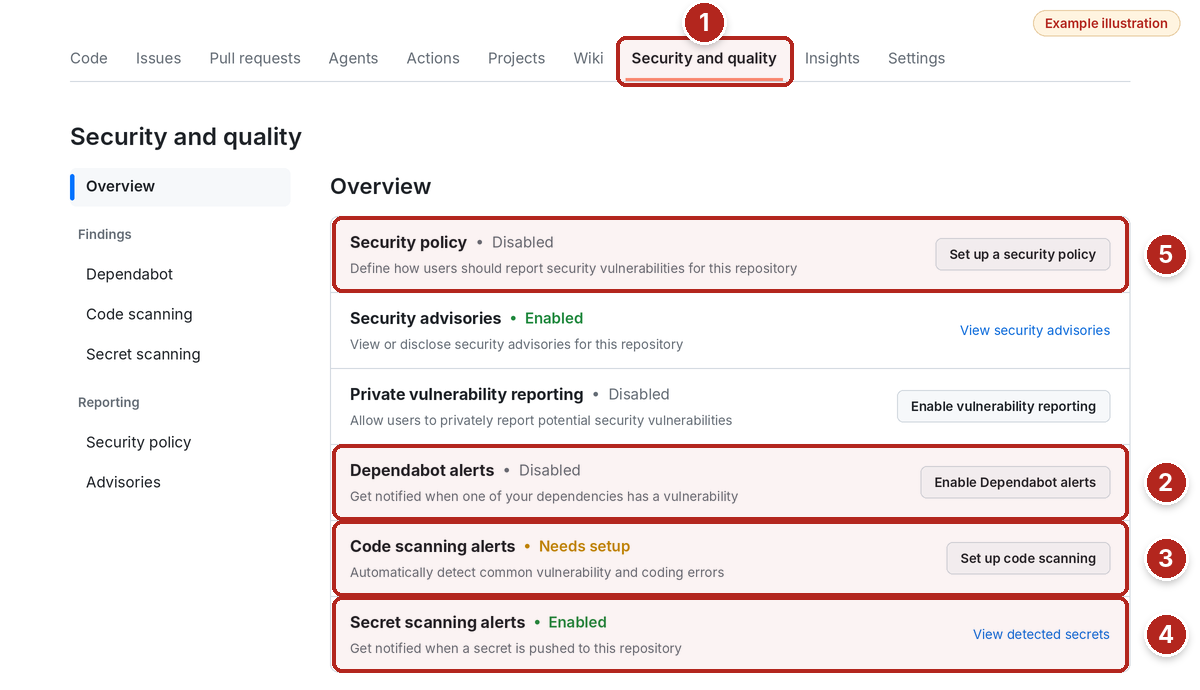 Example illustration
1
Code Issues Pull requests Agents Actions Projects Wiki Security and quality Insights Settings
Security and quality
Overview
Findings
Dependabot
Code scanning
Secret scanning
Reporting
Security policy
Advisories
Overview
Security policy • Disabled
Define how users should report security vulnerabilities for this repository
Set up a security policy
5
Security advisories • Enabled
View or disclose security advisories for this repository
View security advisories
Private vulnerability reporting • Disabled
Allow users to privately report potential security vulnerabilities
Enable vulnerability reporting
Dependabot alerts • Disabled
Get notified when one of your dependencies has a vulnerability
Enable Dependabot alerts
2
Code scanning alerts • Needs setup
Automatically detect common vulnerability and coding errors
Set up code scanning
3
Secret scanning alerts • Enabled
Get notified when a secret is pushed to this repository
View detected secrets
4